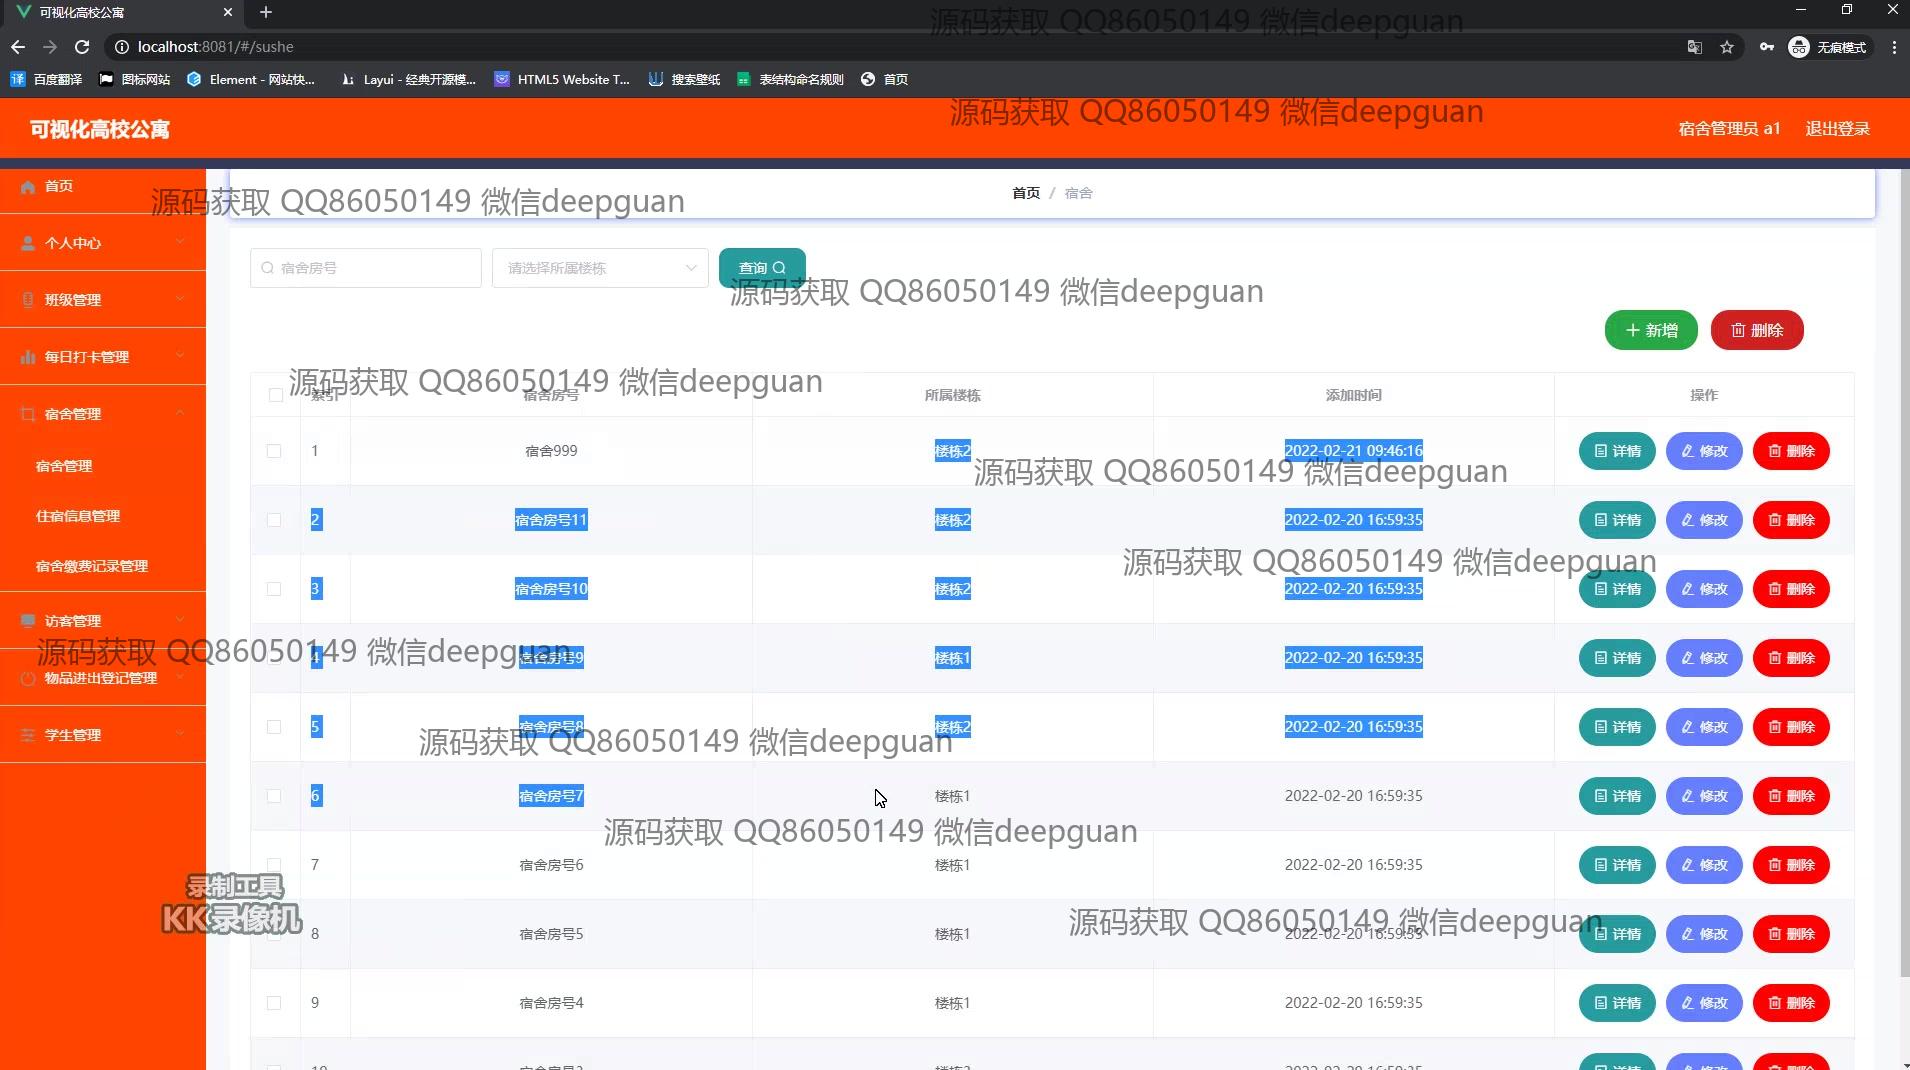 可视化高校公寓
localhost:8081/#/sushe
无痕模式
百度翻译 图标网站 Element - 网站快... Layui - 经典开源模... HTML5 Website T... 搜索壁纸 表结构命名规则 首页
源码获取 QQ86050149 微信deepguan
源码获取 QQ86050149 微信deepguan
可视化高校公寓
宿舍管理员 a1 退出登录
首页
首页 / 宿舍
源码获取 QQ86050149 微信deepguan
个人中心
宿舍房号 请选择所属楼栋 查询
源码获取 QQ86050149 微信deepguan
班级管理
新增 删除
每日打卡管理
源码获取 QQ86050149 微信deepguan
索引 宿舍房号 所属楼栋 添加时间 操作
宿舍管理
1 宿舍999 楼栋2 2022-02-21 09:46:16 详情 修改 删除
宿舍管理
源码获取 QQ86050149 微信deepguan
住宿信息管理
2 宿舍房号11 楼栋2 2022-02-20 16:59:35 详情 修改 删除
宿舍缴费记录管理
源码获取 QQ86050149 微信deepguan
3 宿舍房号10 楼栋2 2022-02-20 16:59:35 详情 修改 删除
访客管理
源码获取 QQ86050149 微信deepguan
4 宿舍房号9 楼栋1 2022-02-20 16:59:35 详情 修改 删除
物品进出登记管理
5 宿舍房号8 楼栋2 2022-02-20 16:59:35 详情 修改 删除
学生管理
源码获取 QQ86050149 微信deepguan
6 宿舍房号7 楼栋1 2022-02-20 16:59:35 详情 修改 删除
源码获取 QQ86050149 微信deepguan
7 宿舍房号6 楼栋1 2022-02-20 16:59:35 详情 修改 删除
录制工具
KK录像机
源码获取 QQ86050149 微信deepguan
8 宿舍房号5 楼栋1 2022-02-20 16:59:35 详情 修改 删除
9 宿舍房号4 楼栋1 2022-02-20 16:59:35 详情 修改 删除